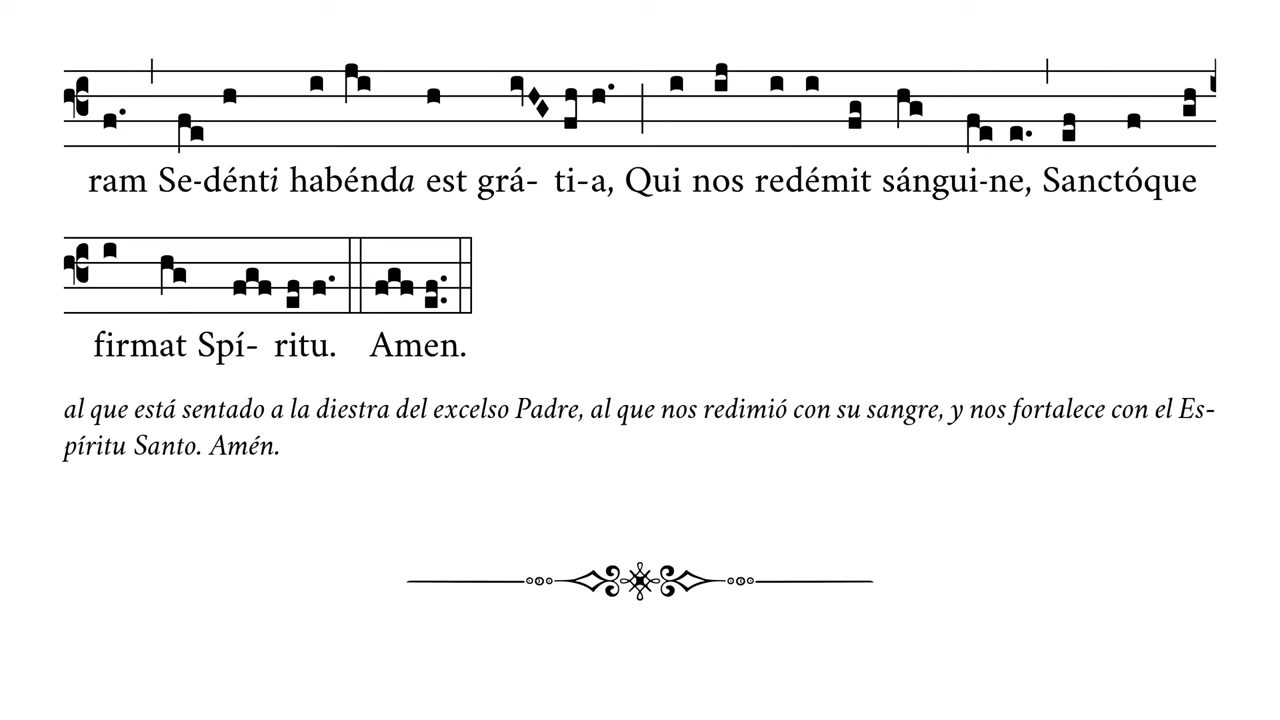 ram Se-dénti habénda est grá- ti-a, Qui nos redémit sángui-ne, Sanctóque
firmat Spí- ritu. Amen.
al que está sentado a la diestra del excelso Padre, al que nos redimió con su sangre, y nos fortalece con el Es-
píritu Santo. Amén.